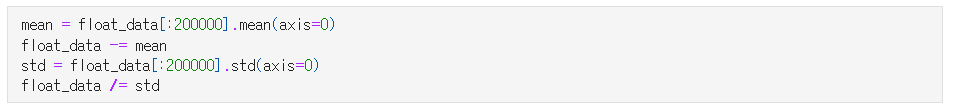 mean = float_data[:200000].mean(axis=0)
float_data -= mean
std = float_data[:200000].std(axis=0)
float_data /= std